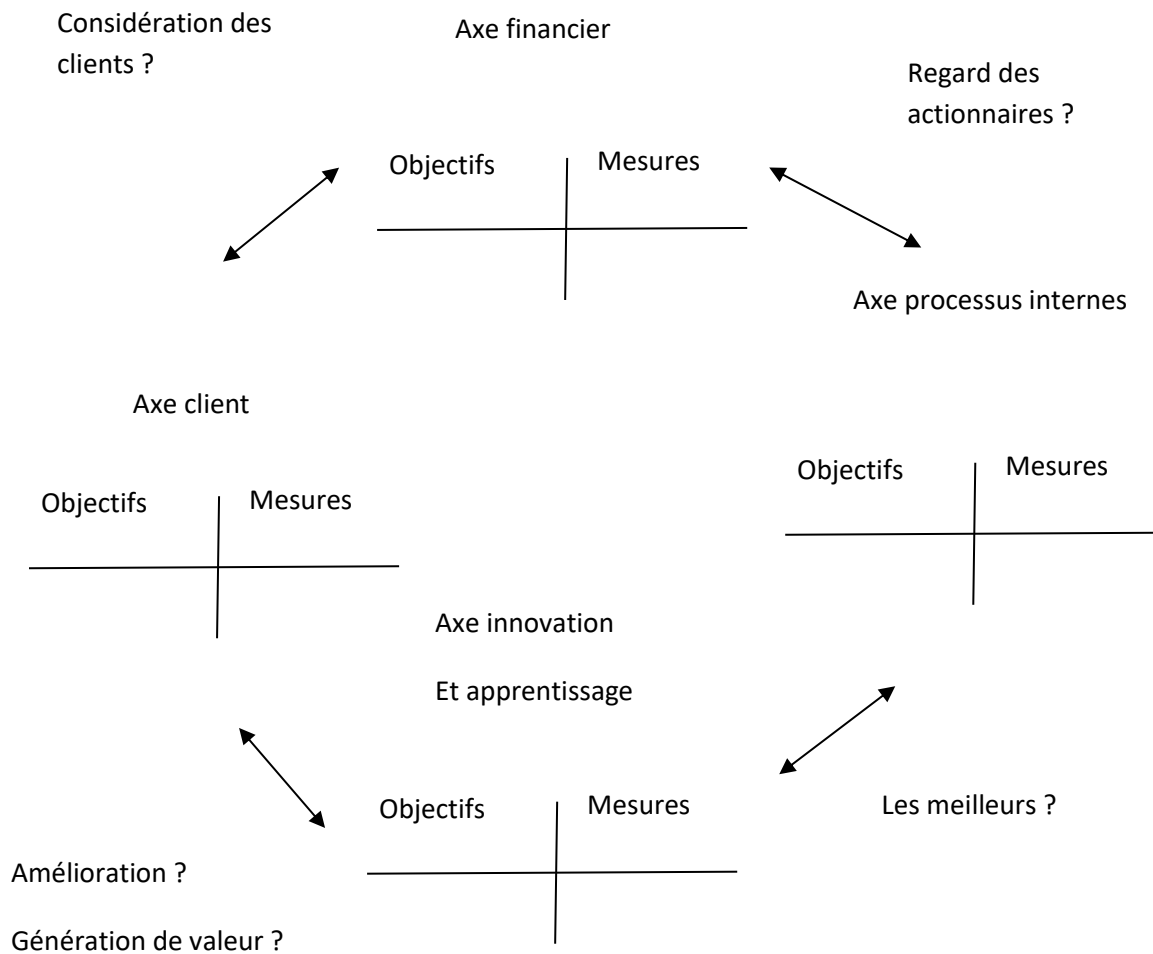 Considération des
clients ?
Axe financier
Regard des
actionnaires ?
Objectifs
Mesures
Axe processus internes
Axe client
Objectifs
Mesures
Objectifs
Mesures
Axe innovation
Et apprentissage
Objectifs
Mesures
Les meilleurs ?
Amélioration ?
Génération de valeur ?